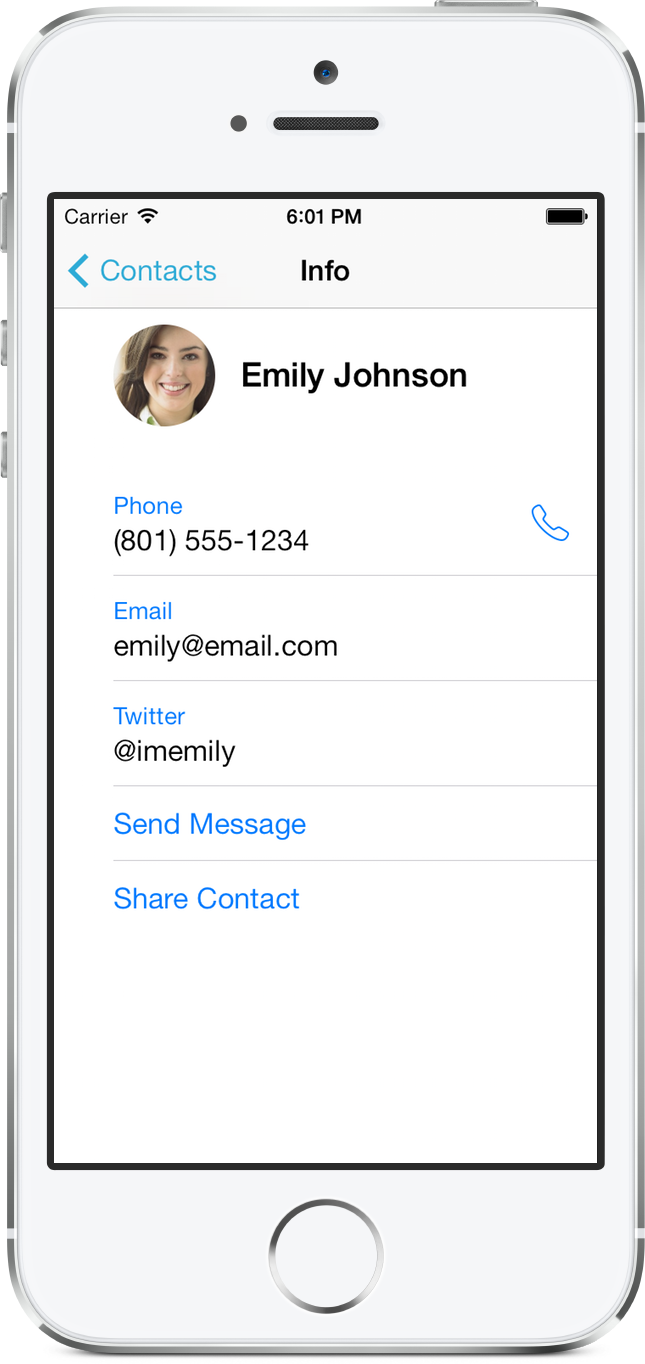 Carrier 6:01 PM
Contacts Info
Emily Johnson
Phone
(801) 555-1234
Email
emily@email.com
Twitter
@imemily
Send Message
Share Contact